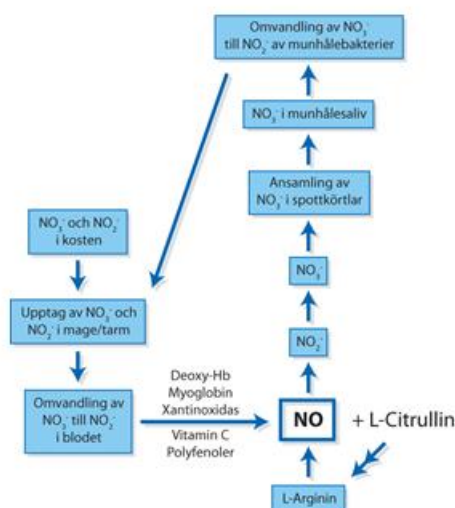 Omvandling av NO₃⁻
till NO₂⁻ av munhålebakterier
NO₃⁻ i munhålesaliv
Ansamling av
NO₃⁻ i spottkörtlar
NO₃⁻ och NO₂⁻
i kosten
NO₃⁻
Upptag av NO₃⁻ och
NO₂⁻ i mage/tarm
NO₂⁻
Deoxy-Hb
Myoglobin
Xantinoxidas
Omvandling av
NO₃⁻ till NO₂⁻
i blodet
Vitamin C
Polyfenoler
NO
+ L-Citrullin
L-Arginin